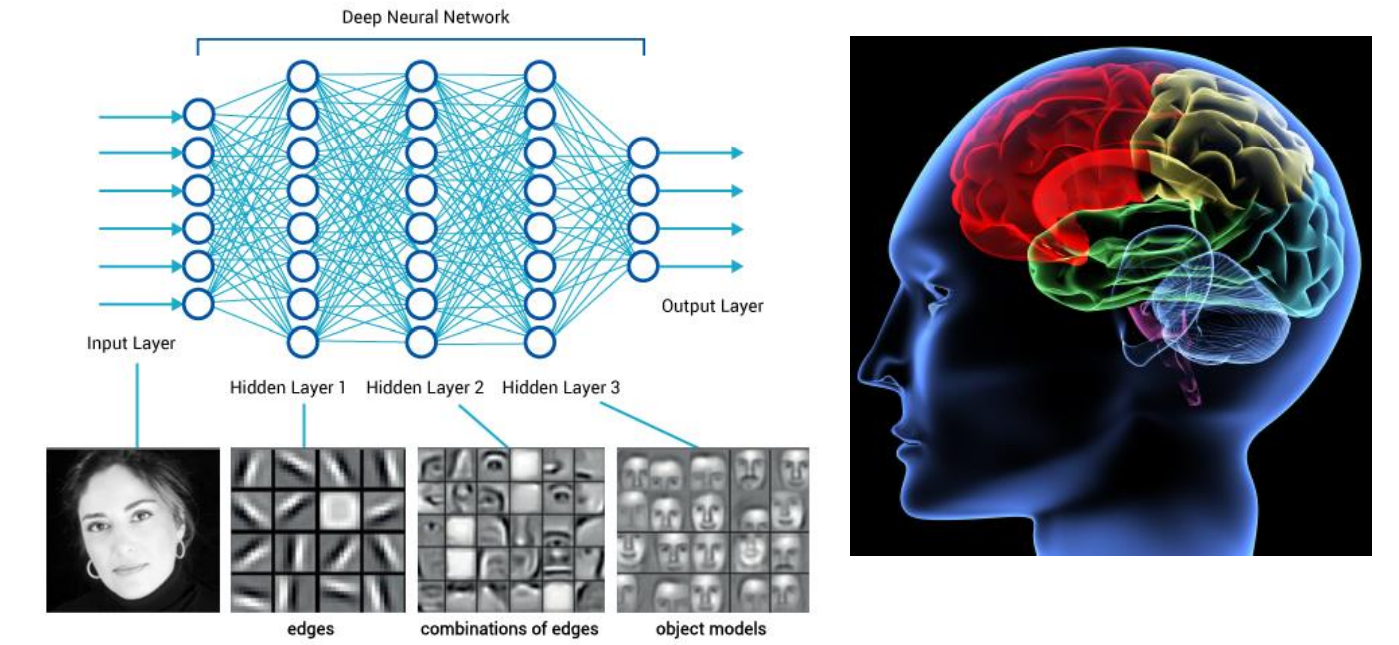 Deep Neural Network
Output Layer
Input Layer
Hidden Layer 1 Hidden Layer 2 Hidden Layer 3
edges combinations of edges object models